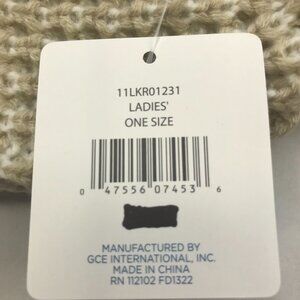 11LKR01231
LADIES'
ONE SIZE
0 47556 07453 6
MANUFACTURED BY
GCE INTERNATIONAL, INC.
MADE IN CHINA
RN 112102 FD1322